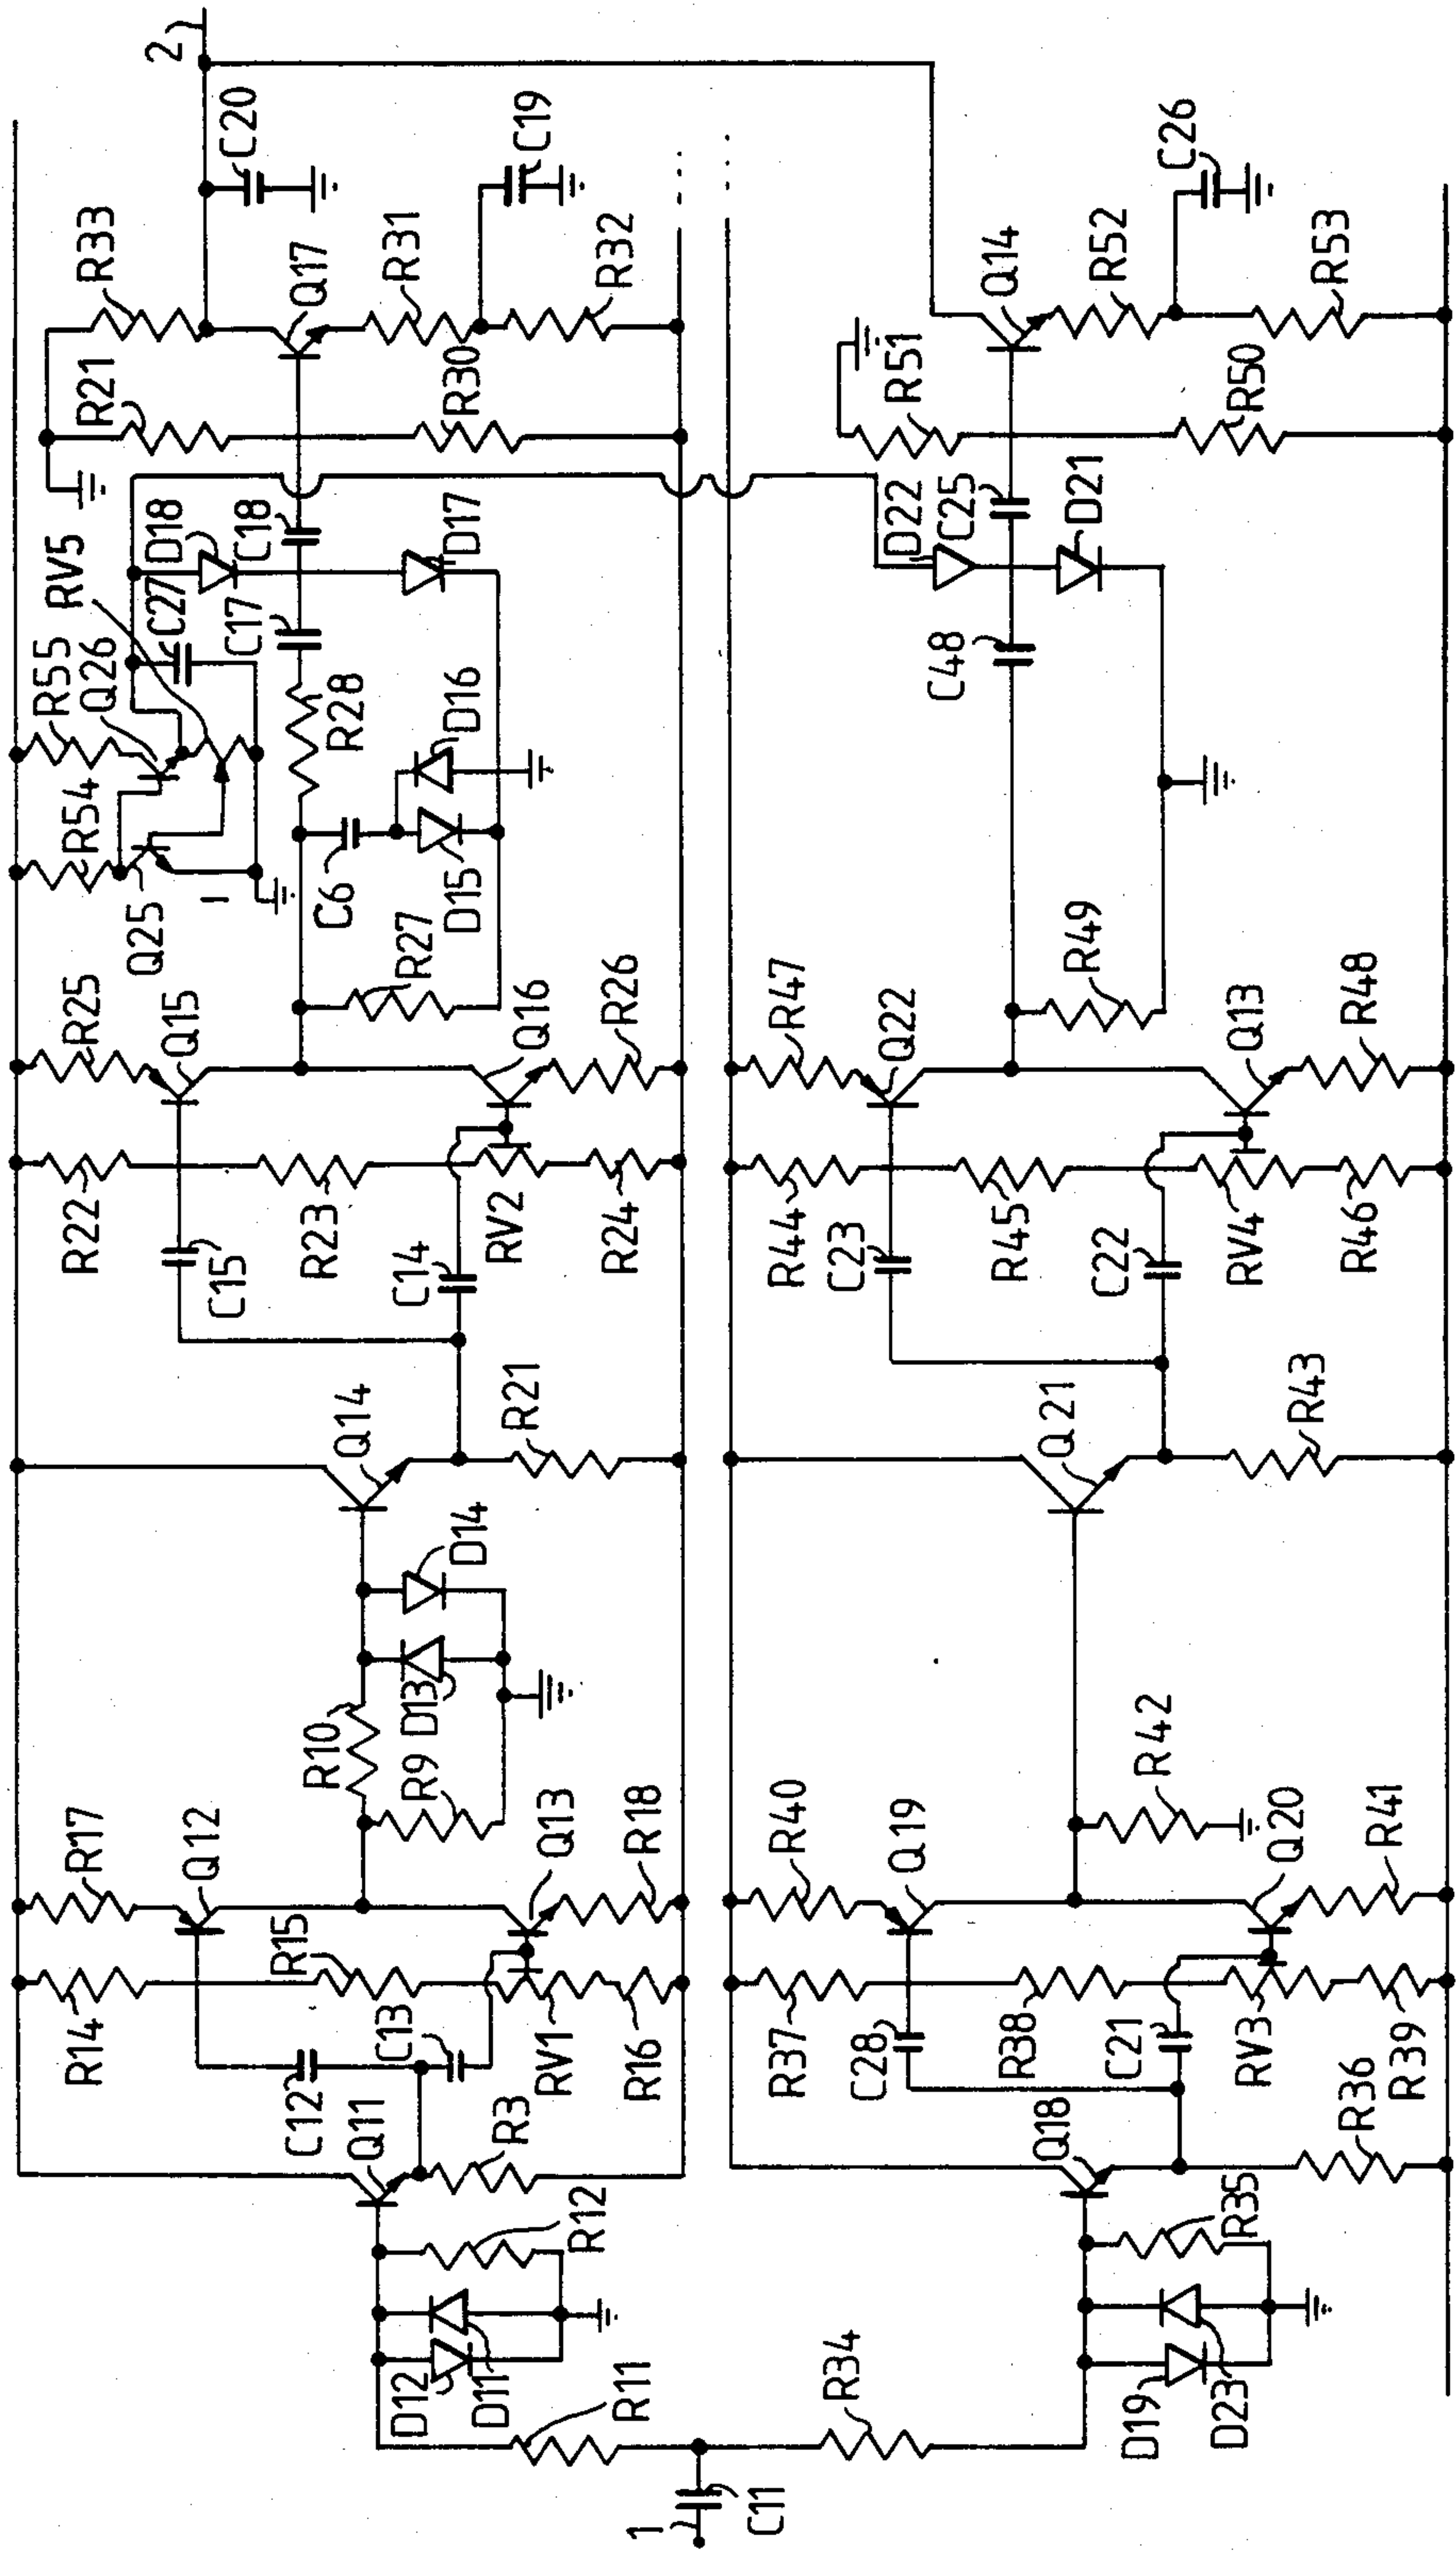 2
C20
C19
C26
R33
Q17
R31
R32
Q14
R52
R53
R21
R30
R51
R50
RV5
D18
C18
D17
D22
C25
D21
R55
Q26
C27
C17
R28
D16
C48
R54
Q25
1
C6
D15
R27
R49
R25
Q15
Q16
R26
R47
Q22
Q13
R48
R22
C15
R23
C14
RV2
R24
R44
C23
R45
C22
RV4
R46
Q14
R21
Q21
R43
D14
D13
R10
R9
R42
R17
Q12
R15
Q13
R18
R40
Q19
Q20
R41
R14
C12
C13
RV1
R16
R37
C28
R38
C21
RV3
R39
Q11
R3
Q18
R36
R12
R35
D12
D11
R11
R34
D19
D23
1
C11